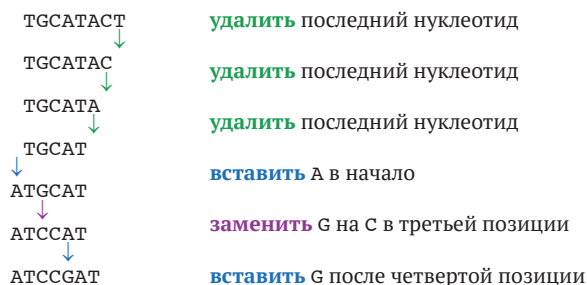 TGCATACT удалить последний нуклеотид
TGCATAC удалить последний нуклеотид
TGCATA удалить последний нуклеотид
TGCAT
вставить A в начало
ATGCAT
заменить G на C в третьей позиции
ATCCAT
ATCCGAT вставить G после четвертой позиции